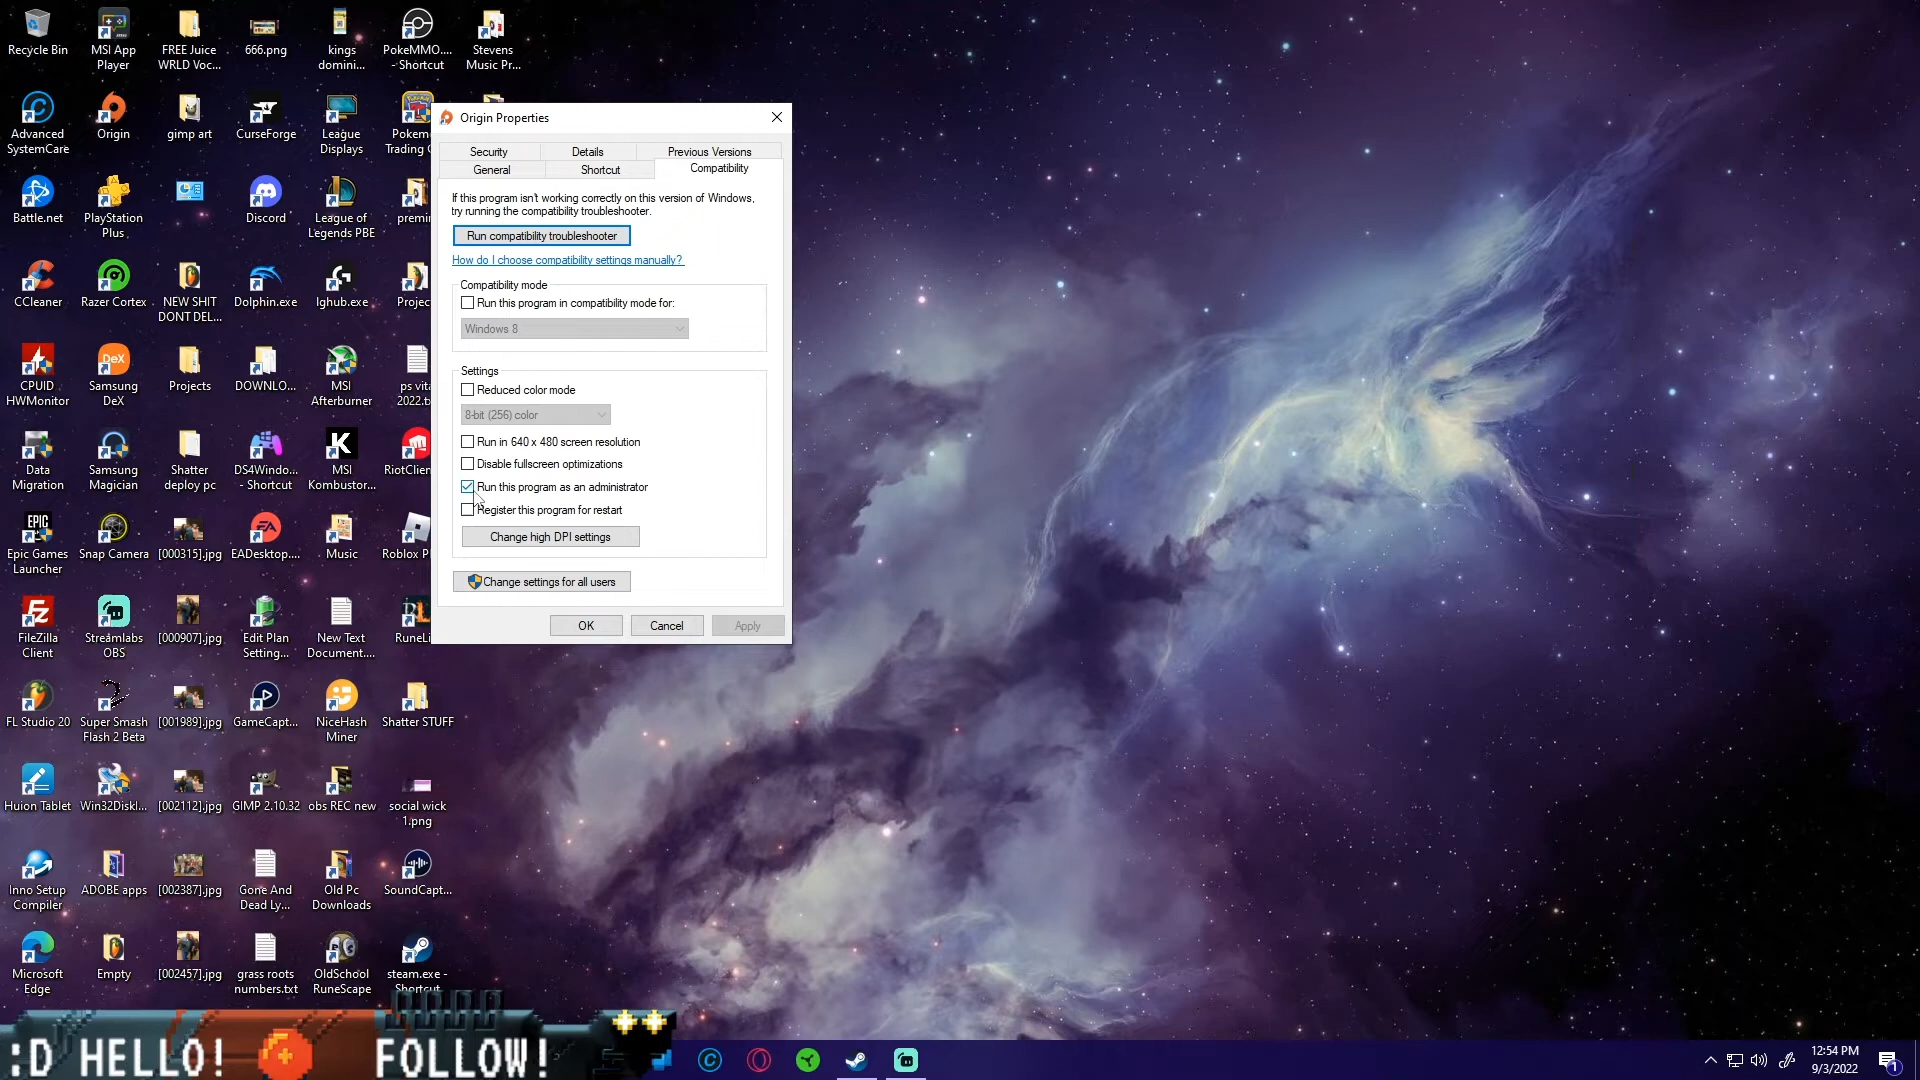 Recycle Bin
MSI App
Player
FREE Juice
WRLD Voc...
666.png
kings
domini...
PokeMMO....
- Shortcut
Stevens
Music Pr...
Advanced
SystemCare
Origin
gimp art
CurseForge
League
Displays
Pokem
Trading C
Battle.net
PlayStation
Plus
Discord
League of
Legends PBE
premi
CCleaner
Razer Cortex
NEW SHIT
DONT DEL...
Dolphin.exe
lghub.exe
Projec
CPUID
HWMonitor
DeX
Samsung
DeX
Projects
DOWNLO...
MSI
Afterburner
ps vita
2022.t
Data
Migration
Samsung
Magician
Shatter
deploy pc
DS4Windo...
- Shortcut
K
MSI
Kombustor...
RiotClien
EPIC
GAMES
Epic Games
Launcher
Snap Camera
[000315].jpg
EA
EADesktop....
Music
Roblox P
Fz
FileZilla
Client
Streamlabs
OBS
[000907].jpg
Edit Plan
Setting...
New Text
Document....
RuneLi
FL Studio 20
Super Smash
Flash 2 Beta
[001989].jpg
GameCapt...
NiceHash
Miner
Shatter STUFF
Huion Tablet
Win32DiskI...
[002112].jpg
GIMP 2.10.32
obs REC new
social wick
1.png
Inno Setup
Compiler
ADOBE apps
[002387].jpg
Gone And
Dead Ly...
Old Pc
Downloads
SoundCapt...
Microsoft
Edge
Empty
[002457].jpg
grass roots
numbers.txt
OldSchool
RuneScape
steam.exe -
Shortcut
Origin Properties
Security
Details
Previous Versions
General
Shortcut
Compatibility
If this program isn't working correctly on this version of Windows,
try running the compatibility troubleshooter.
Run compatibility troubleshooter
How do I choose compatibility settings manually?
Compatibility mode
Run this program in compatibility mode for:
Windows 8
Settings
Reduced color mode
8-bit (256) color
Run in 640 x 480 screen resolution
Disable fullscreen optimizations
Run this program as an administrator
Register this program for restart
Change high DPI settings
Change settings for all users
OK
Cancel
Apply
:D HELLO!
FOLLOW!
12:54 PM
9/3/2022
1